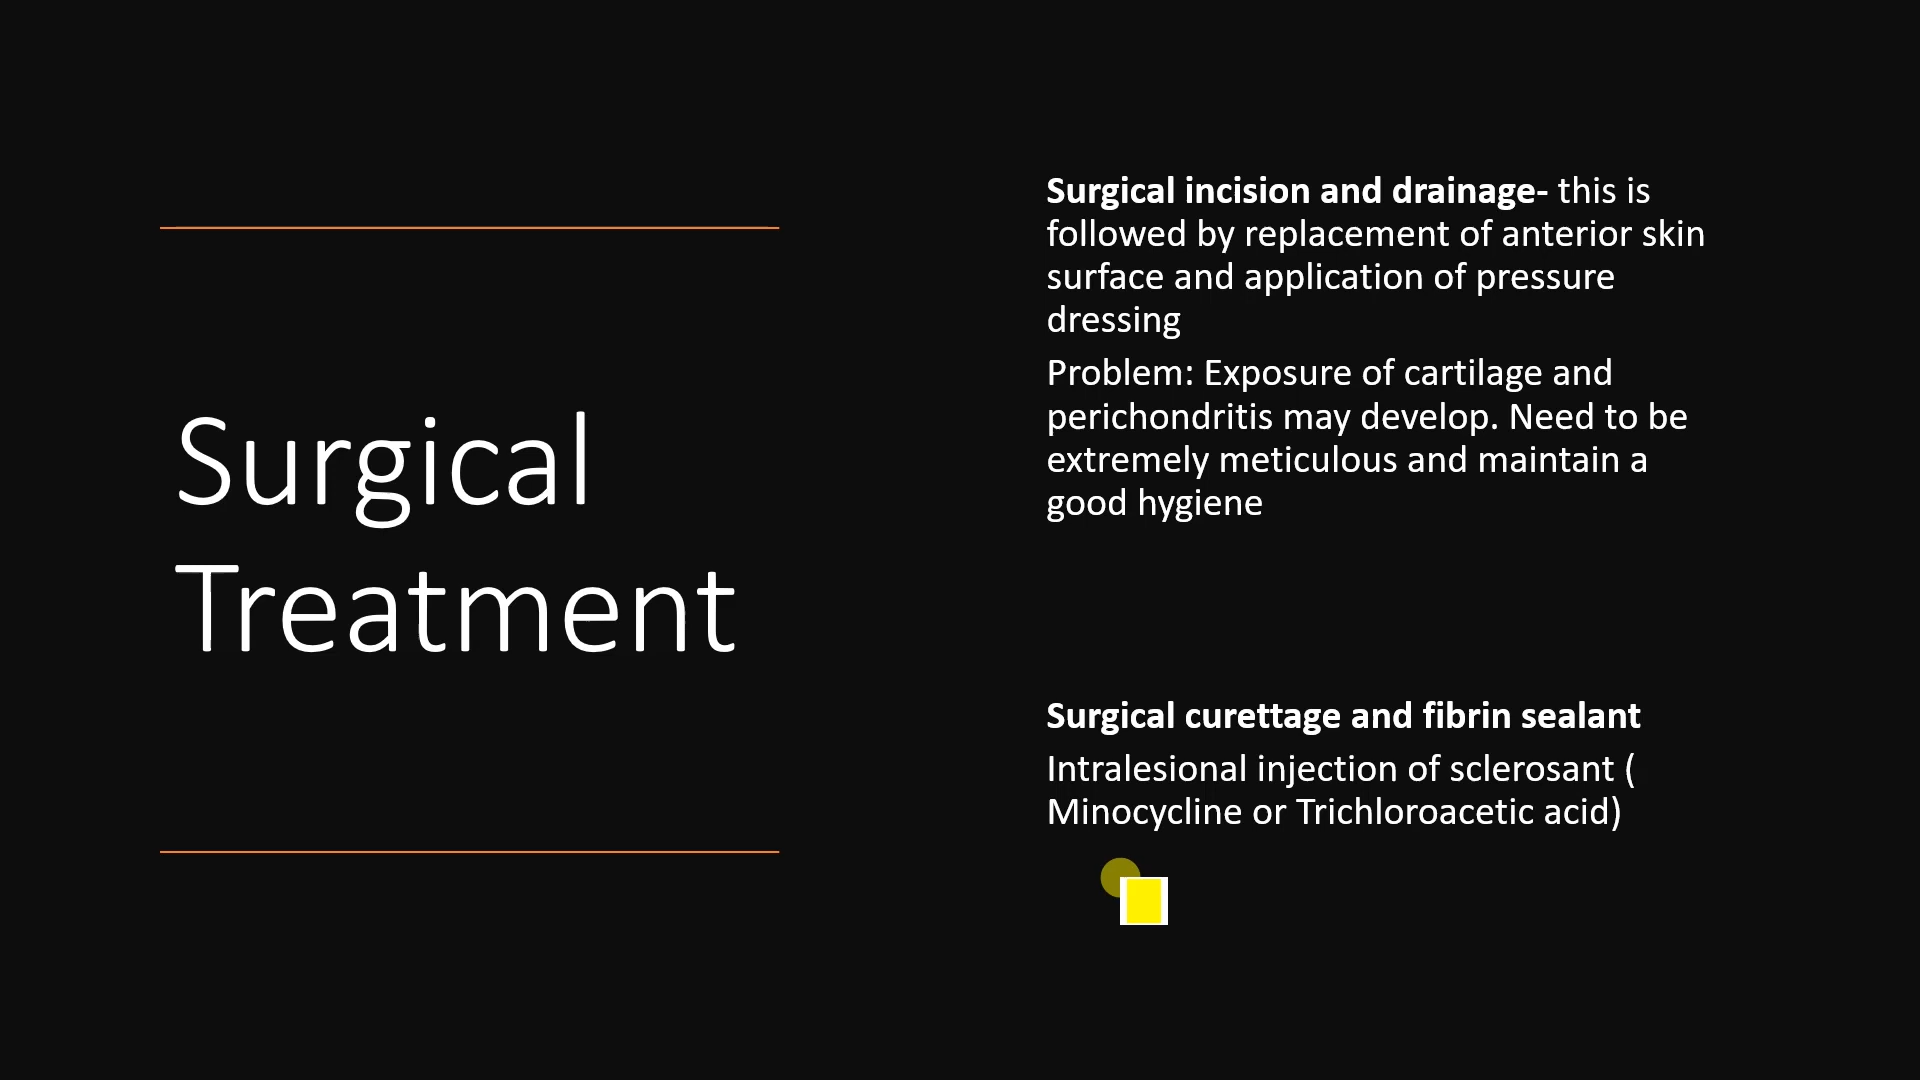 Surgical
Treatment
Surgical incision and drainage- this is
followed by replacement of anterior skin
surface and application of pressure
dressing
Problem: Exposure of cartilage and
perichondritis may develop. Need to be
extremely meticulous and maintain a
good hygiene
Surgical curettage and fibrin sealant
Intralesional injection of sclerosant (
Minocycline or Trichloroacetic acid)